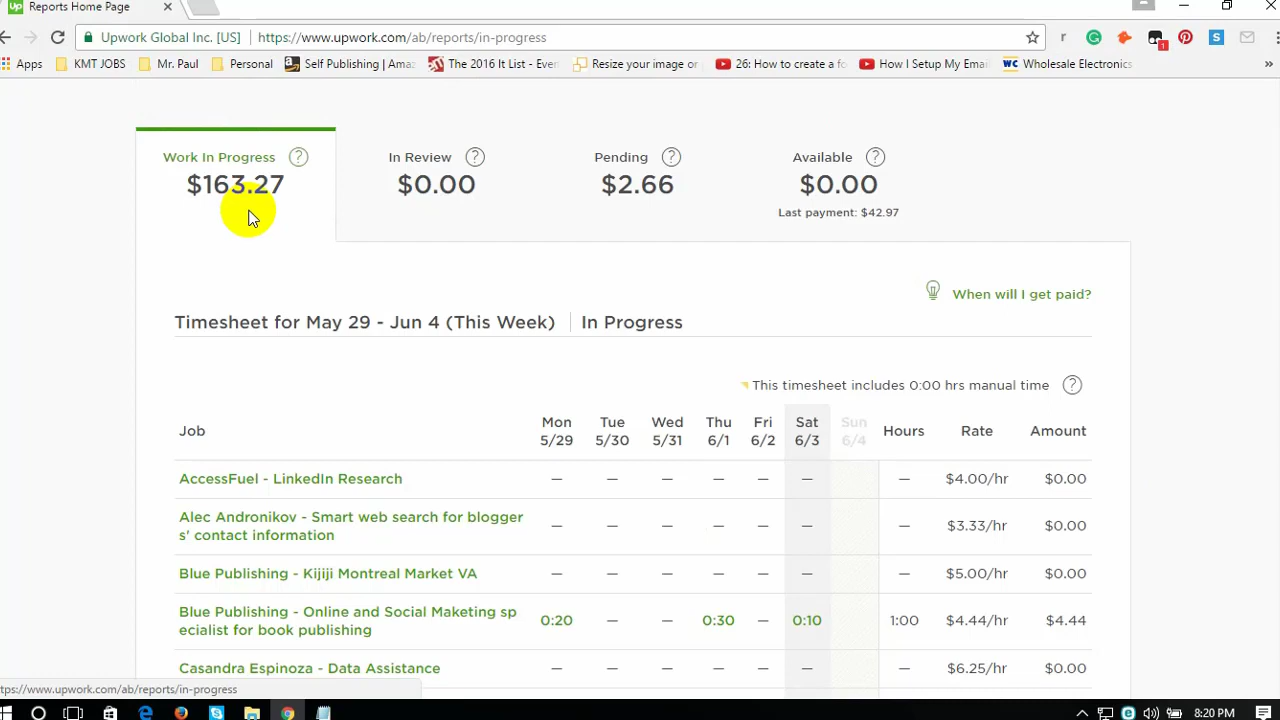 Up Reports Home Page
Upwork Global Inc. [US] https://www.upwork.com/ab/reports/in-progress
Apps KMT JOBS Mr. Paul Personal Self Publishing | Ama The 2016 It List - Eve Resize your image or 26: How to create a fo How I Setup My Email Wholesale Electronics »
Work In Progress ? In Review ? Pending ? Available ?
$163.27 $0.00 $2.66 $0.00
Last payment: $42.97
When will I get paid?
Timesheet for May 29 - Jun 4 (This Week) In Progress
This timesheet includes 0:00 hrs manual time ?
Job Mon 5/29 Tue 5/30 Wed 5/31 Thu 6/1 Fri 6/2 Sat 6/3 Sun 6/4 Hours Rate Amount
AccessFuel - LinkedIn Research — — — — — — — $4.00/hr $0.00
Alec Andronikov - Smart web search for blogger
s' contact information — — — — — — — $3.33/hr $0.00
Blue Publishing - Kijiji Montreal Market VA — — — — — — — $5.00/hr $0.00
Blue Publishing - Online and Social Maketing sp
ecialist for book publishing 0:20 — — 0:30 — 0:10 1:00 $4.44/hr $4.44
Casandra Espinoza - Data Assistance — — — — — — — $6.25/hr $0.00
ttps://www.upwork.com/ab/reports/in-progress
8:20 PM